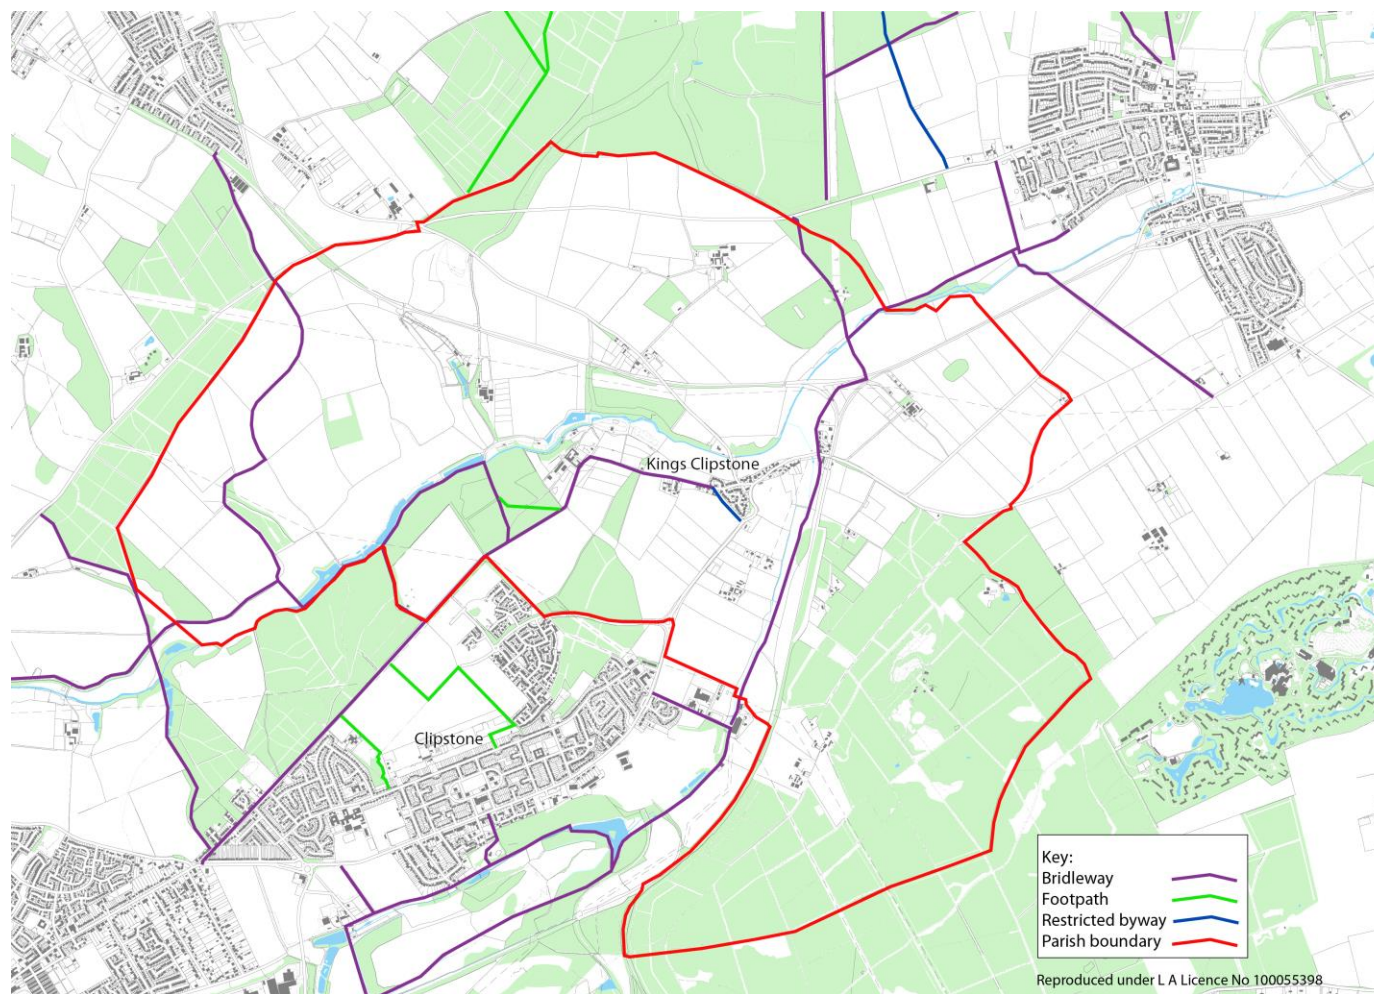 Kings Clipstone
Clipstone
Key:
Bridleway
Footpath
Restricted byway
Parish boundary
Reproduced under L A Licence No 100055398